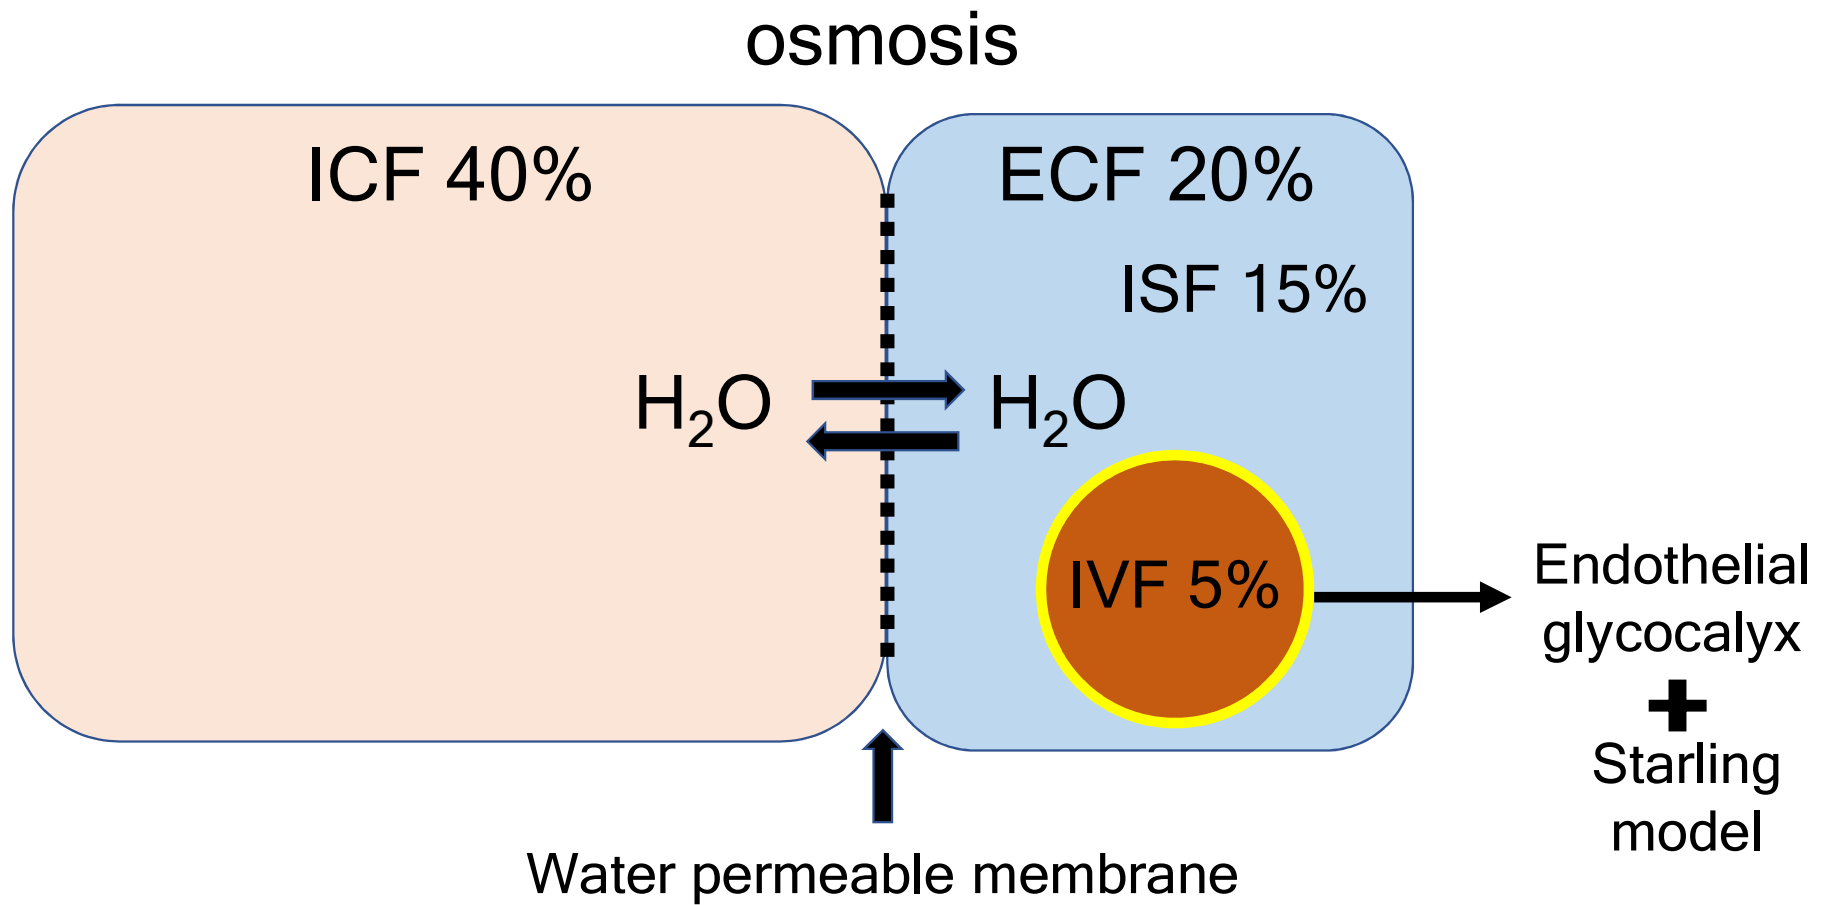 osmosis
ICF 40%
ECF 20%
ISF 15%
H₂O
H₂O
IVF 5%
Endothelial
glycocalyx
Starling
model
Water permeable membrane